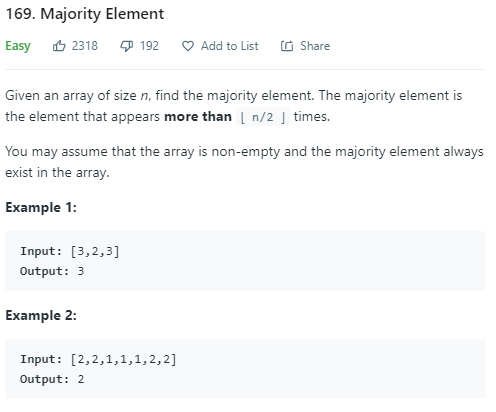 169. Majority Element
Easy 2318 192 Add to List Share
Given an array of size n, find the majority element. The majority element is
the element that appears more than ⌊ n/2 ⌋ times.
You may assume that the array is non-empty and the majority element always
exist in the array.
Example 1:
Input: [3,2,3]
Output: 3
Example 2:
Input: [2,2,1,1,1,2,2]
Output: 2